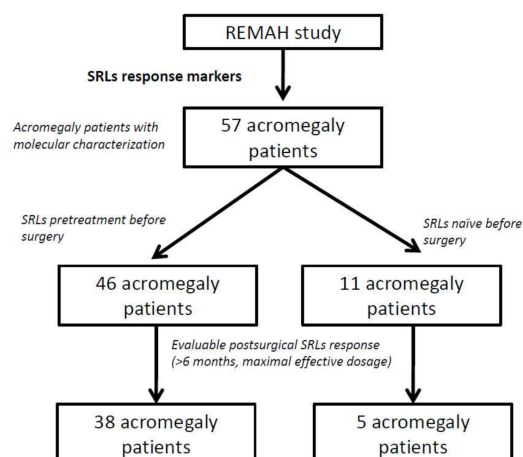 REMAH study
SRLs response markers
Acromegaly patients with
molecular characterization
57 acromegaly
patients
SRLs pretreatment before
surgery
SRLs naïve before
surgery
46 acromegaly
patients
11 acromegaly
patients
Evaluable postsurgical SRLs response
(>6 months, maximal effective dosage)
38 acromegaly
patients
5 acromegaly
patients